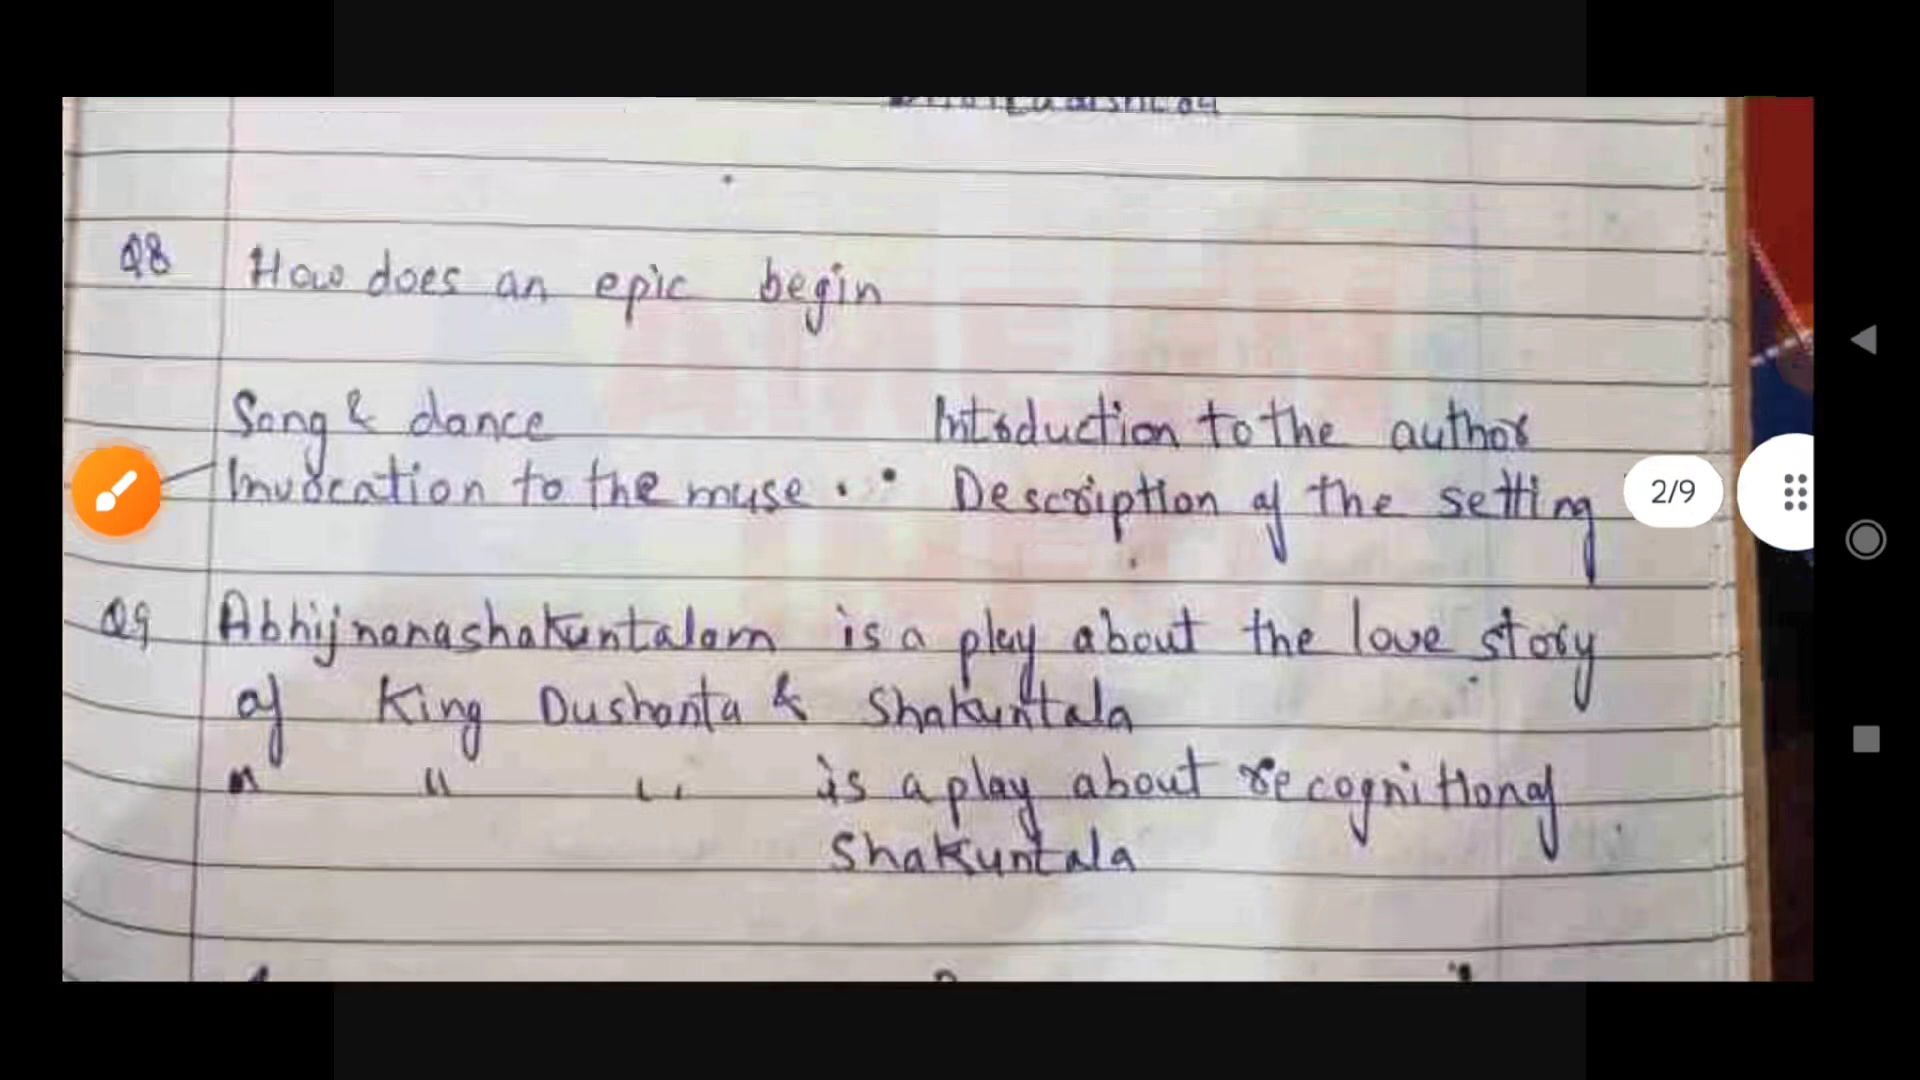 Q8 How does an epic begin
Song & dance Intoduction to the author
Invocation to the muse . . Description of the setting
2/9
Q9 Abhijnanashakuntalam is a play about the love story
of King Dushanta & Shakuntala
" " " is a play about recognition of
Shakuntala